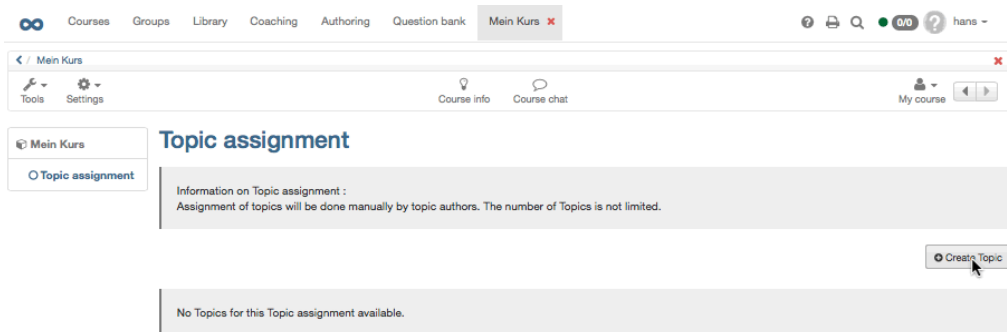 Courses Groups Library Coaching Authoring Question bank Mein Kurs 0/0 hans
/ Mein Kurs
Tools Settings Course info Course chat My course
Mein Kurs
Topic assignment
Topic assignment
Information on Topic assignment :
Assignment of topics will be done manually by topic authors. The number of Topics is not limited.
Create Topic
No Topics for this Topic assignment available.